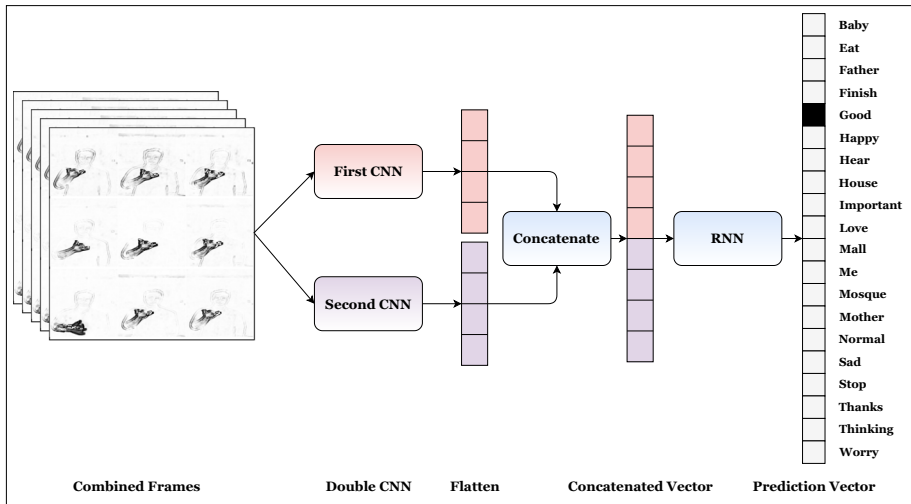 First CNN
Second CNN
Concatenate
RNN
Baby
Eat
Father
Finish
Good
Happy
Hear
House
Important
Love
Mall
Me
Mosque
Mother
Normal
Sad
Stop
Thanks
Thinking
Worry
Combined Frames
Double CNN
Flatten
Concatenated Vector
Prediction Vector